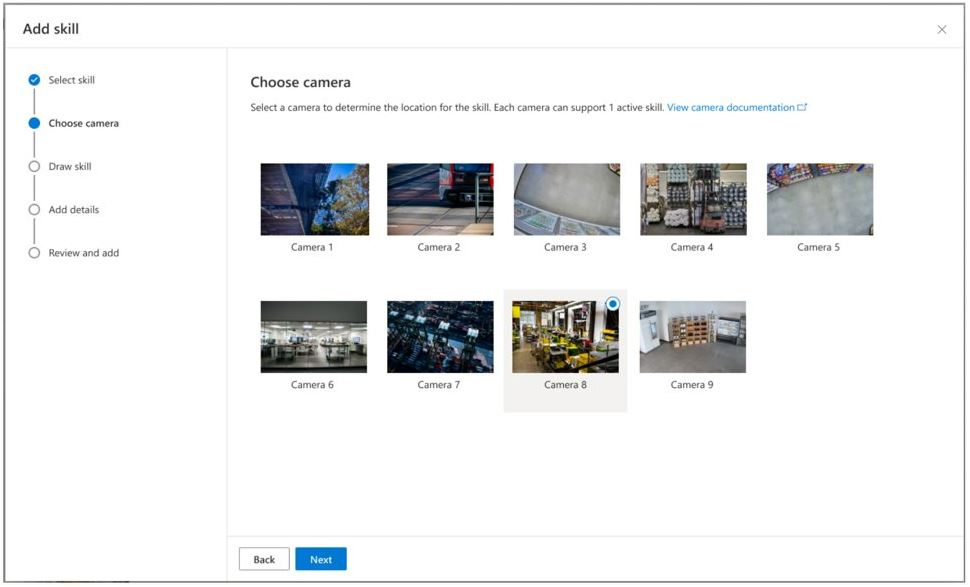 Add skill
Select skill
Choose camera
Draw skill
Add details
Review and add
Choose camera
Select a camera to determine the location for the skill. Each camera can support 1 active skill. View camera documentation
Camera 1
Camera 2
Camera 3
Camera 4
Camera 5
Camera 6
Camera 7
Camera 8
Camera 9
Back
Next